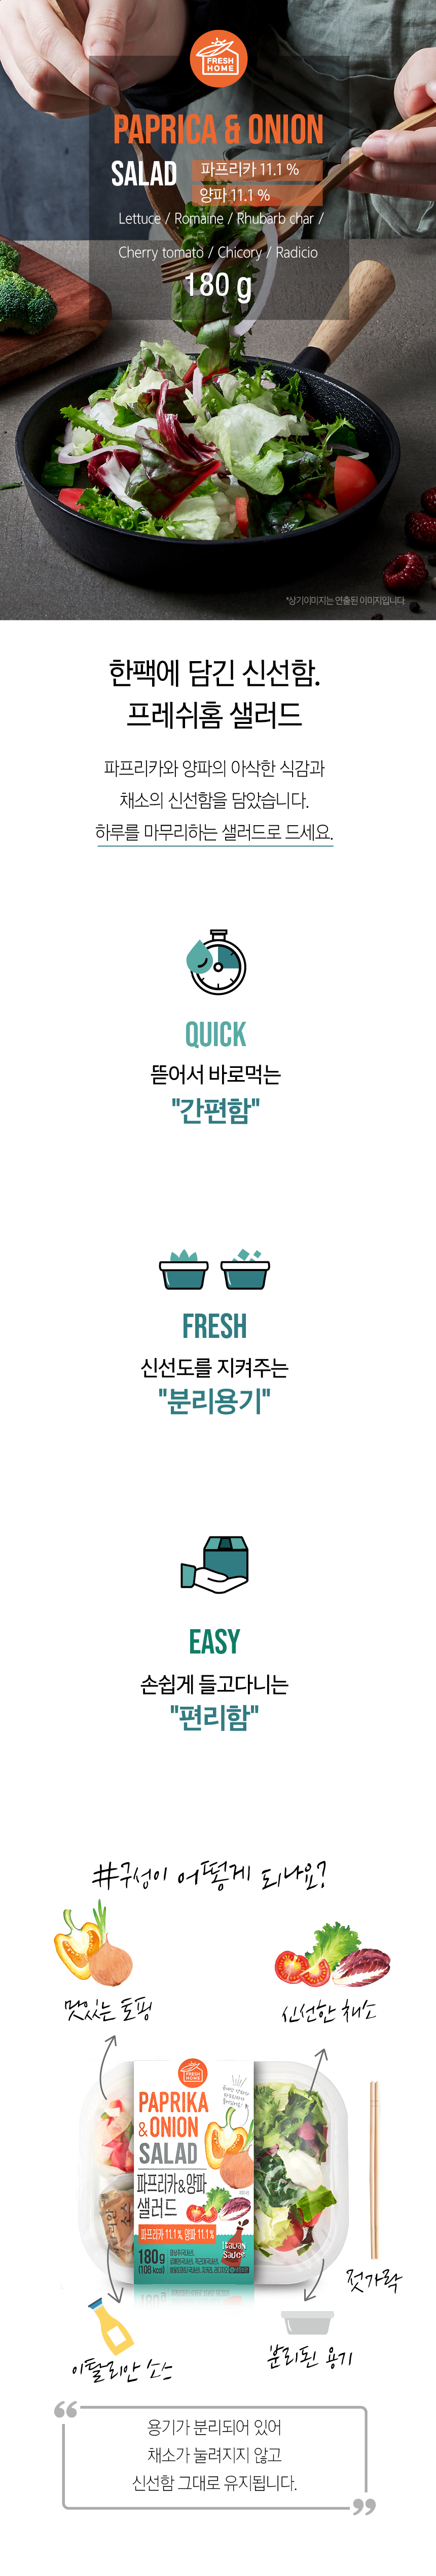 FRESH
HOME
PAPRICA & ONION
SALAD
파프리카 11.1 %
양파 11.1 %
Lettuce / Romaine / Rhubarb char /
Cherry tomato / Chicory / Radicio
180 g
*상기이미지는 연출된 이미지입니다
한팩에 담긴 신선함.
프레쉬홈 샐러드
파프리카와 양파의 아삭한 식감과
채소의 신선함을 담았습니다.
하루를 마무리하는 샐러드로 드세요.
QUICK
뜯어서 바로먹는
"간편함"
FRESH
신선도를 지켜주는
"분리용기"
EASY
손쉽게 들고다니는
"편리함"
#구성이 어떻게 되나요?
맛있는 토핑
신선한 채소
FRESH
HOME
PAPRIKA
& ONION
SALAD
파프리카&양파
샐러드
파프리카 11.1%, 양파 11.1%
180g
(108 kcal)
Italian
Sauce
젓가락
이탈리안 소스
분리된 용기
용기가 분리되어 있어
채소가 눌려지지 않고
신선함 그대로 유지됩니다.